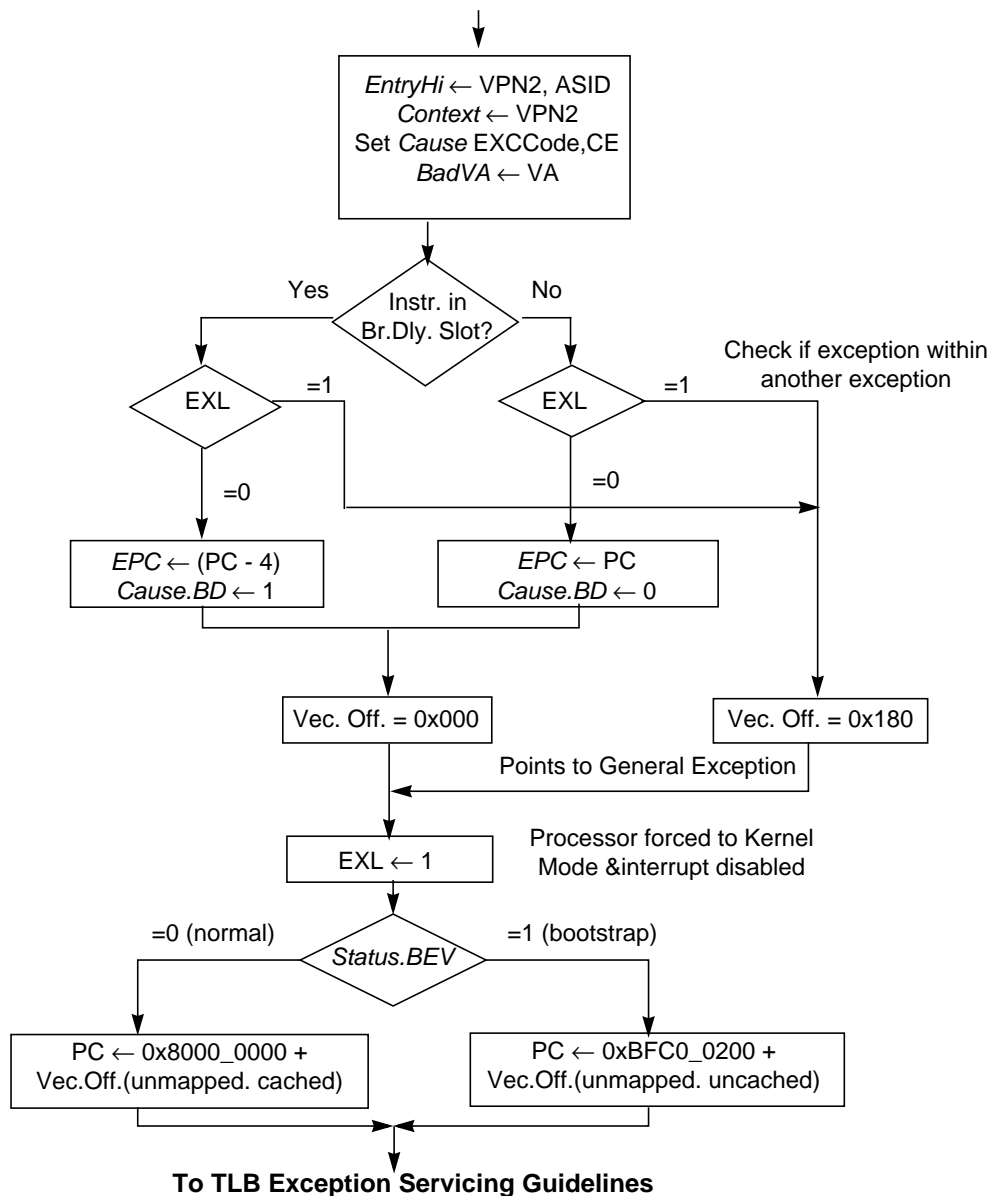 EntryHi ← VPN2, ASID
Context ← VPN2
Set Cause EXCCode,CE
BadVA ← VA
Yes
No
Instr. in
Br.Dly. Slot?
Check if exception within
another exception
EXL
=1
EXL
=1
=0
=0
EPC ← (PC - 4)
Cause.BD ← 1
EPC ← PC
Cause.BD ← 0
Vec. Off. = 0x000
Vec. Off. = 0x180
Points to General Exception
EXL ← 1
Processor forced to Kernel
Mode &interrupt disabled
=0 (normal)
=1 (bootstrap)
Status.BEV
PC ← 0x8000_0000 +
Vec.Off.(unmapped. cached)
PC ← 0xBFC0_0200 +
Vec.Off.(unmapped. uncached)
To TLB Exception Servicing Guidelines